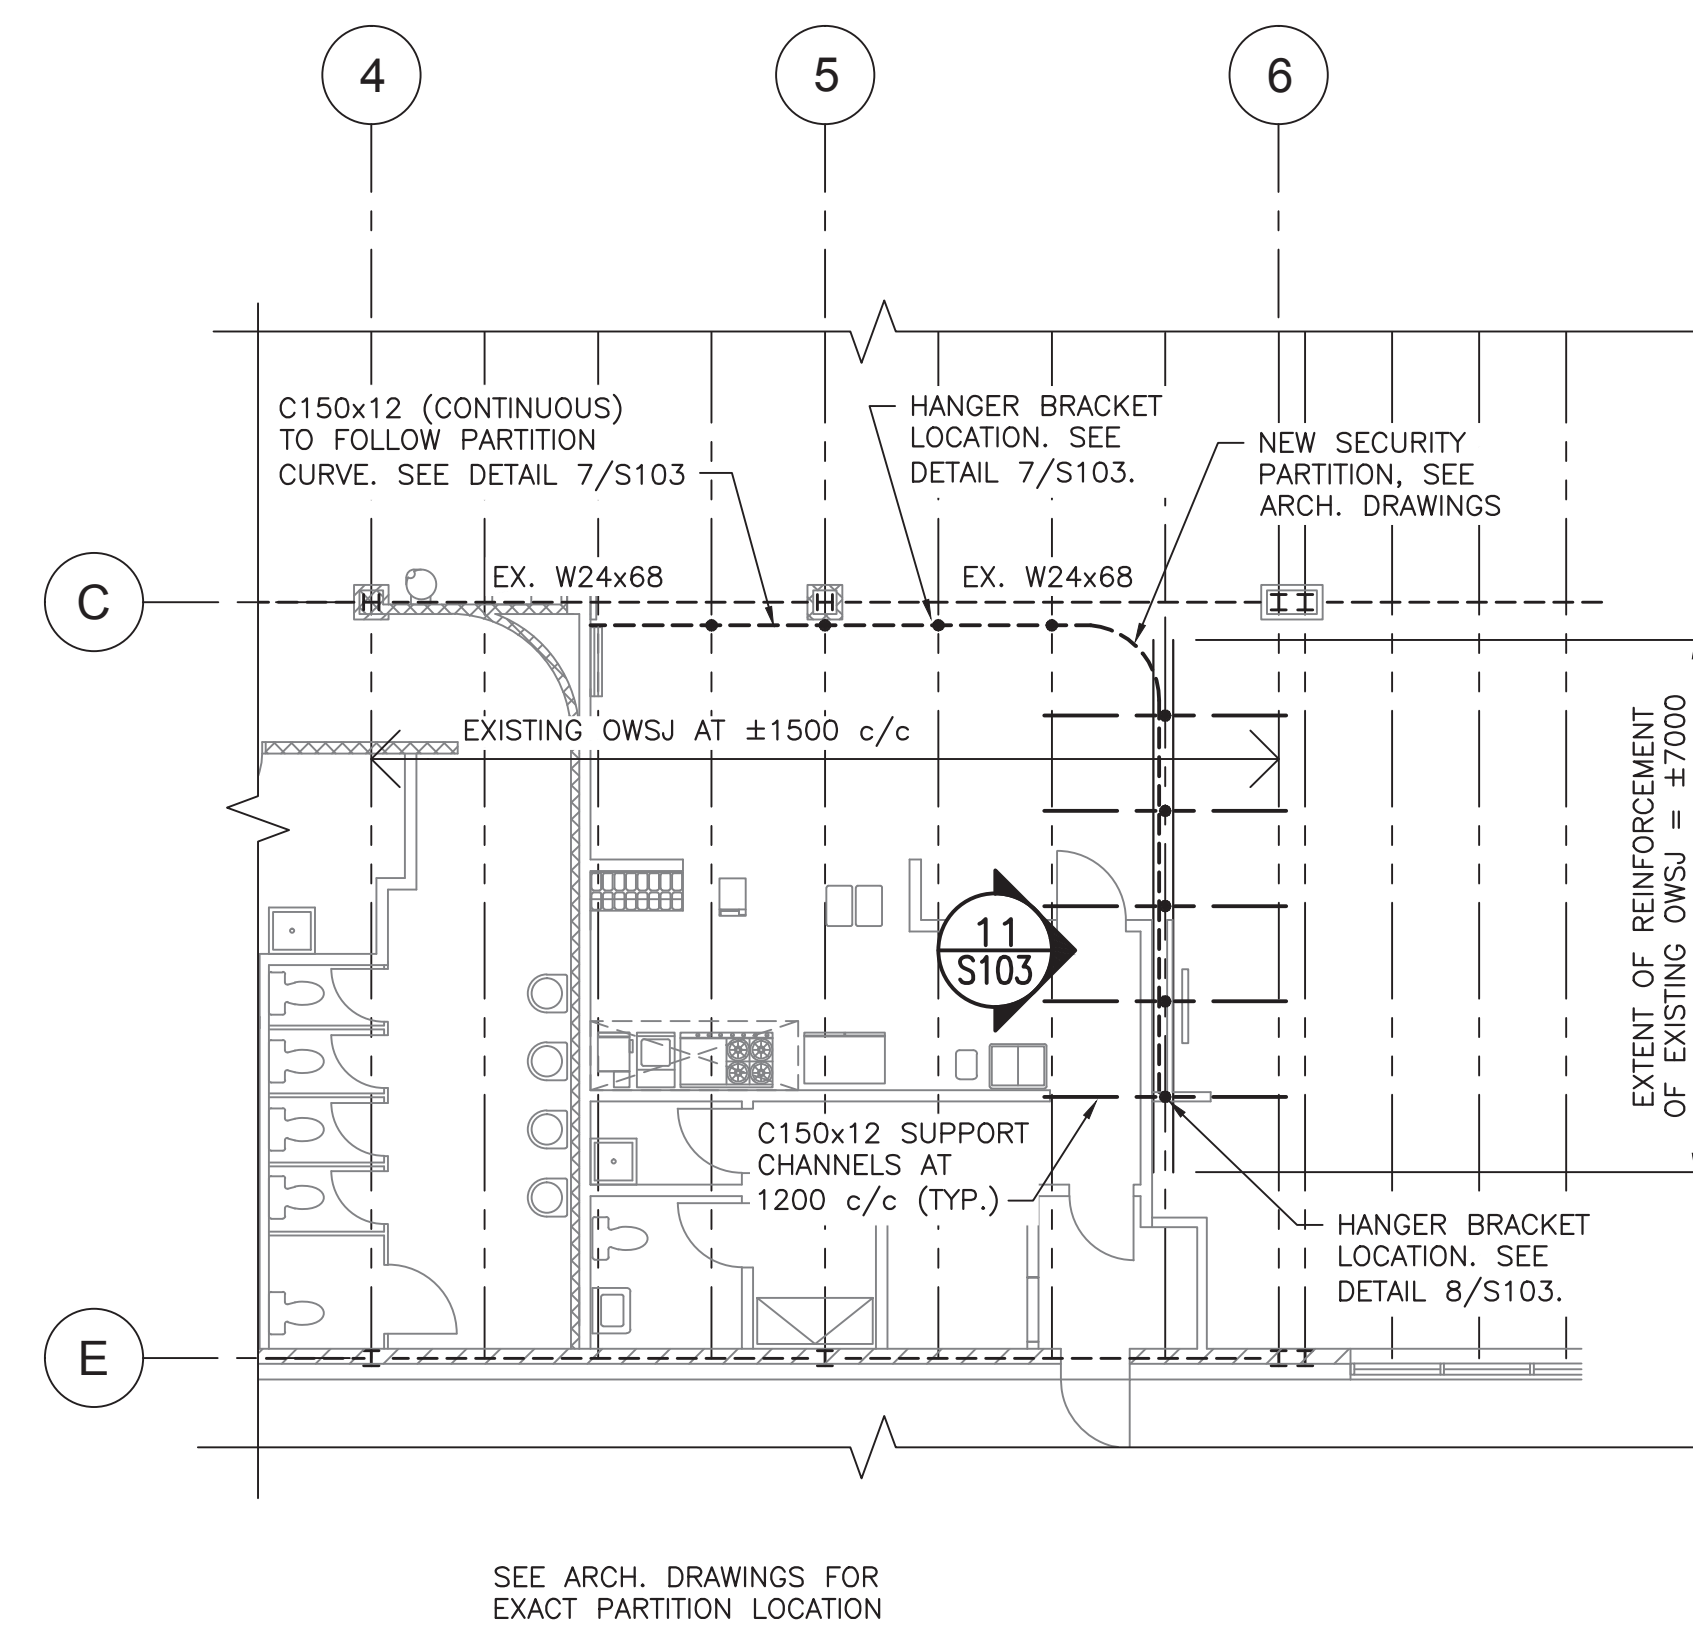 4
5
6
C150x12 (CONTINUOUS)
TO FOLLOW PARTITION
CURVE. SEE DETAIL 7/S103
HANGER BRACKET
LOCATION. SEE
DETAIL 7/S103.
NEW SECURITY
PARTITION, SEE
ARCH. DRAWINGS
C
EX. W24x68
EX. W24x68
EXISTING OWSJ AT ±1500 c/c
EXTENT OF REINFORCEMENT
OF EXISTING OWSJ = ±7000
11
S103
C150x12 SUPPORT
CHANNELS AT
1200 c/c (TYP.)
HANGER BRACKET
LOCATION. SEE
DETAIL 8/S103.
E
SEE ARCH. DRAWINGS FOR
EXACT PARTITION LOCATION